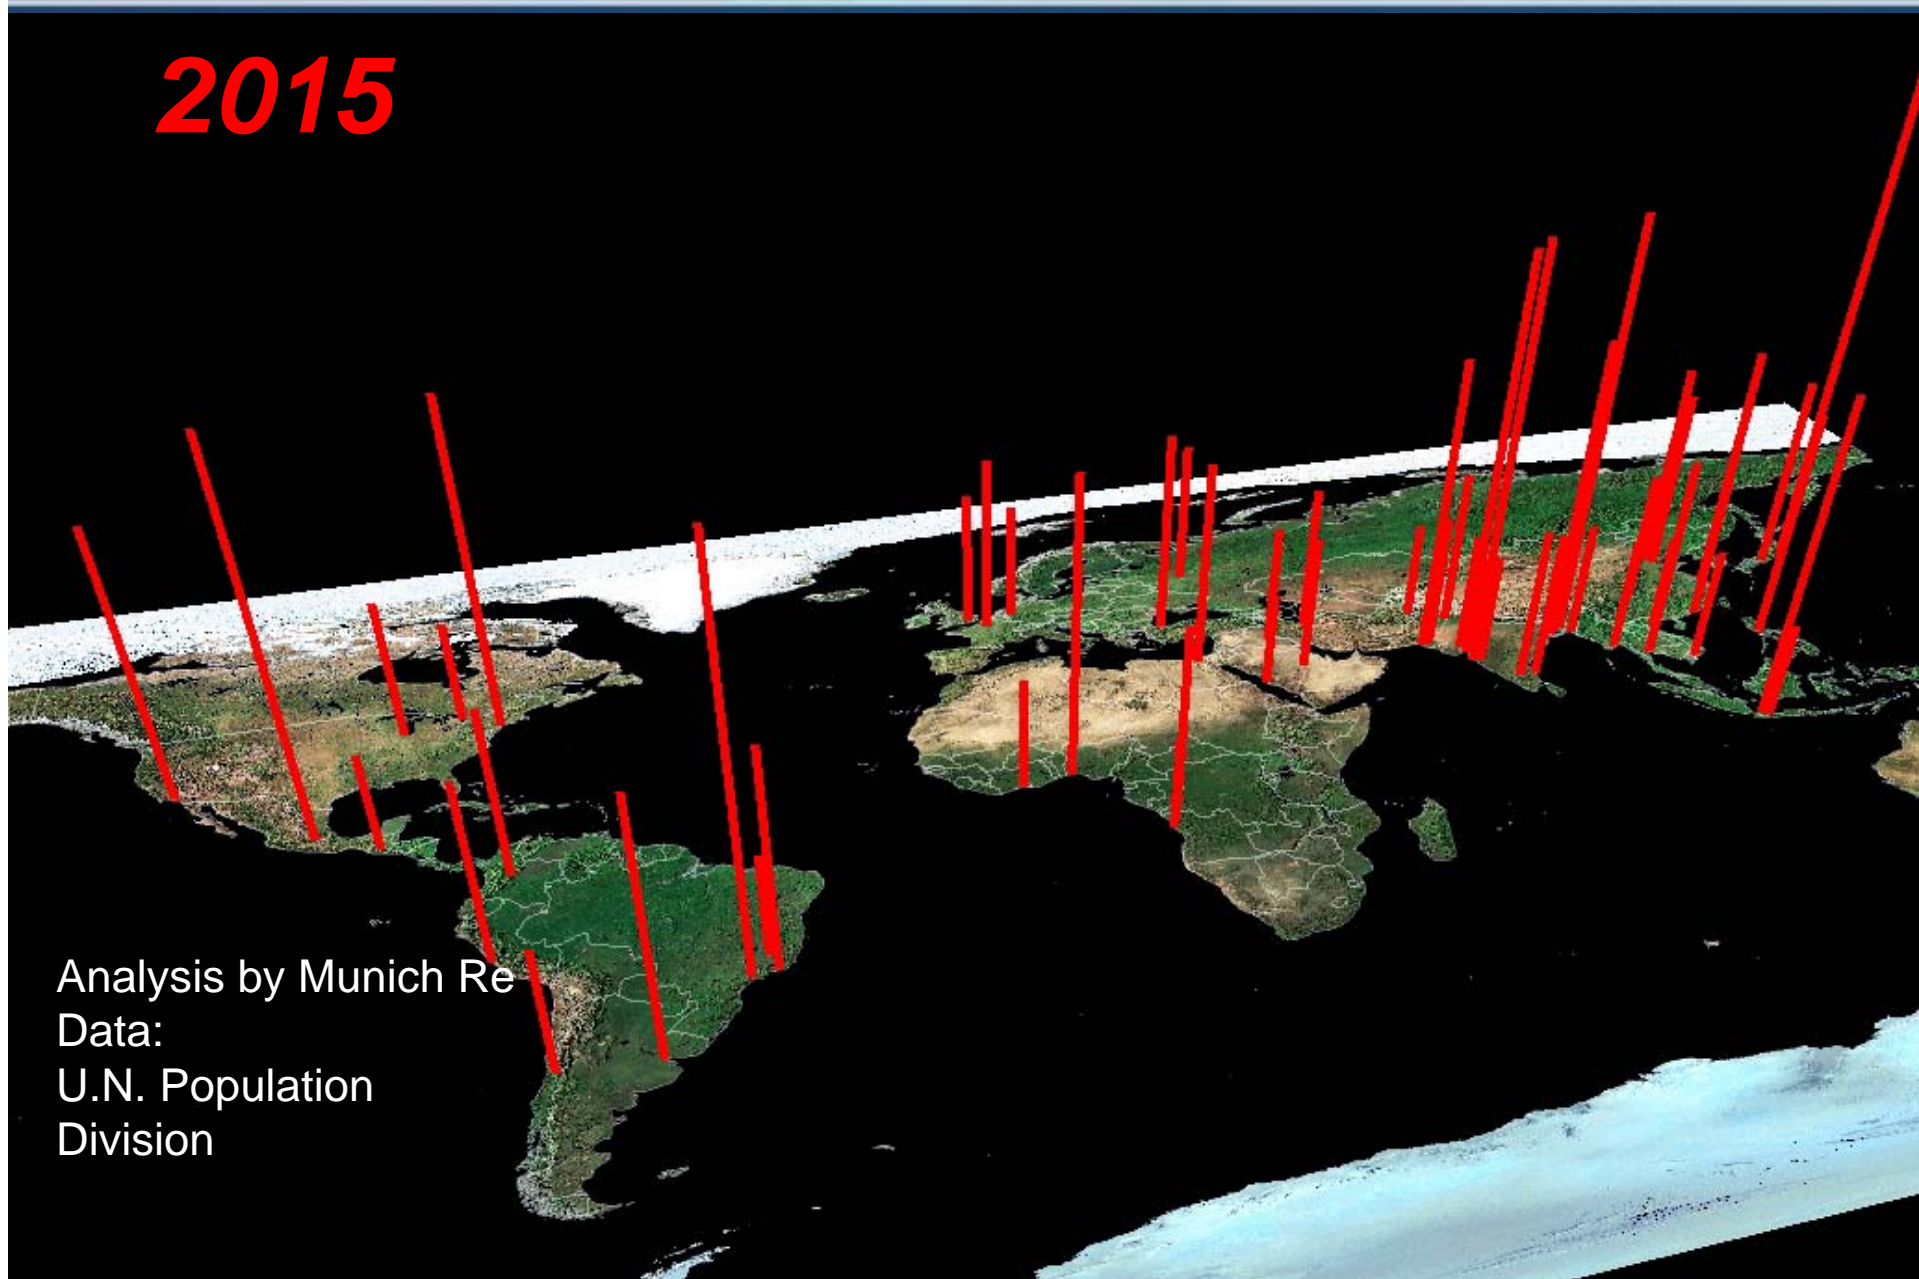 2015
Analysis by Munich Re
Data:
U.N. Population
Division